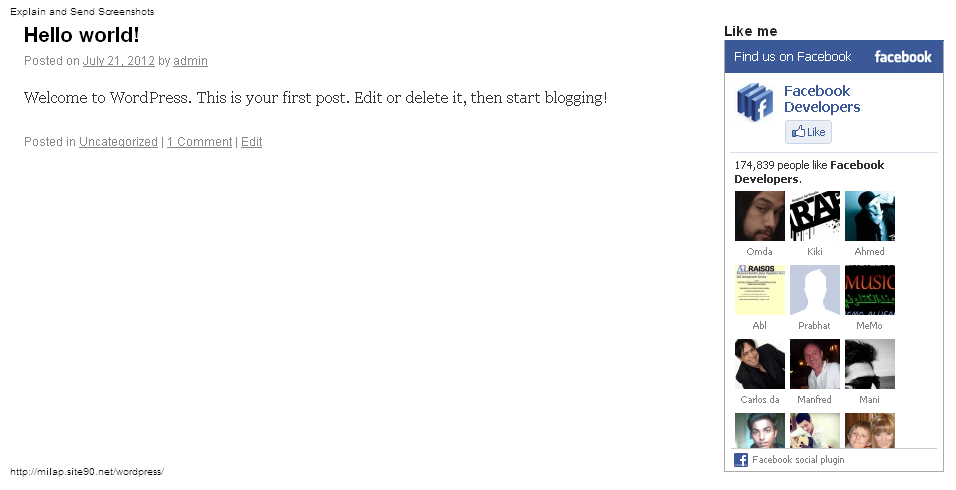 Explain and Send Screenshots
Hello world!
Posted on July 21, 2012 by admin
Welcome to WordPress. This is your first post. Edit or delete it, then start blogging!
Posted in Uncategorized | 1 Comment | Edit
Like me
Find us on Facebook facebook
Facebook
Developers
Like
174,839 people like Facebook
Developers.
RAP
Omda Kiki Ahmed
RAISOS
MUSIC
Abl Prabhat MeMo
Carlos da Manfred Mani
Facebook social plugin
http://milap.site90.net/wordpress/